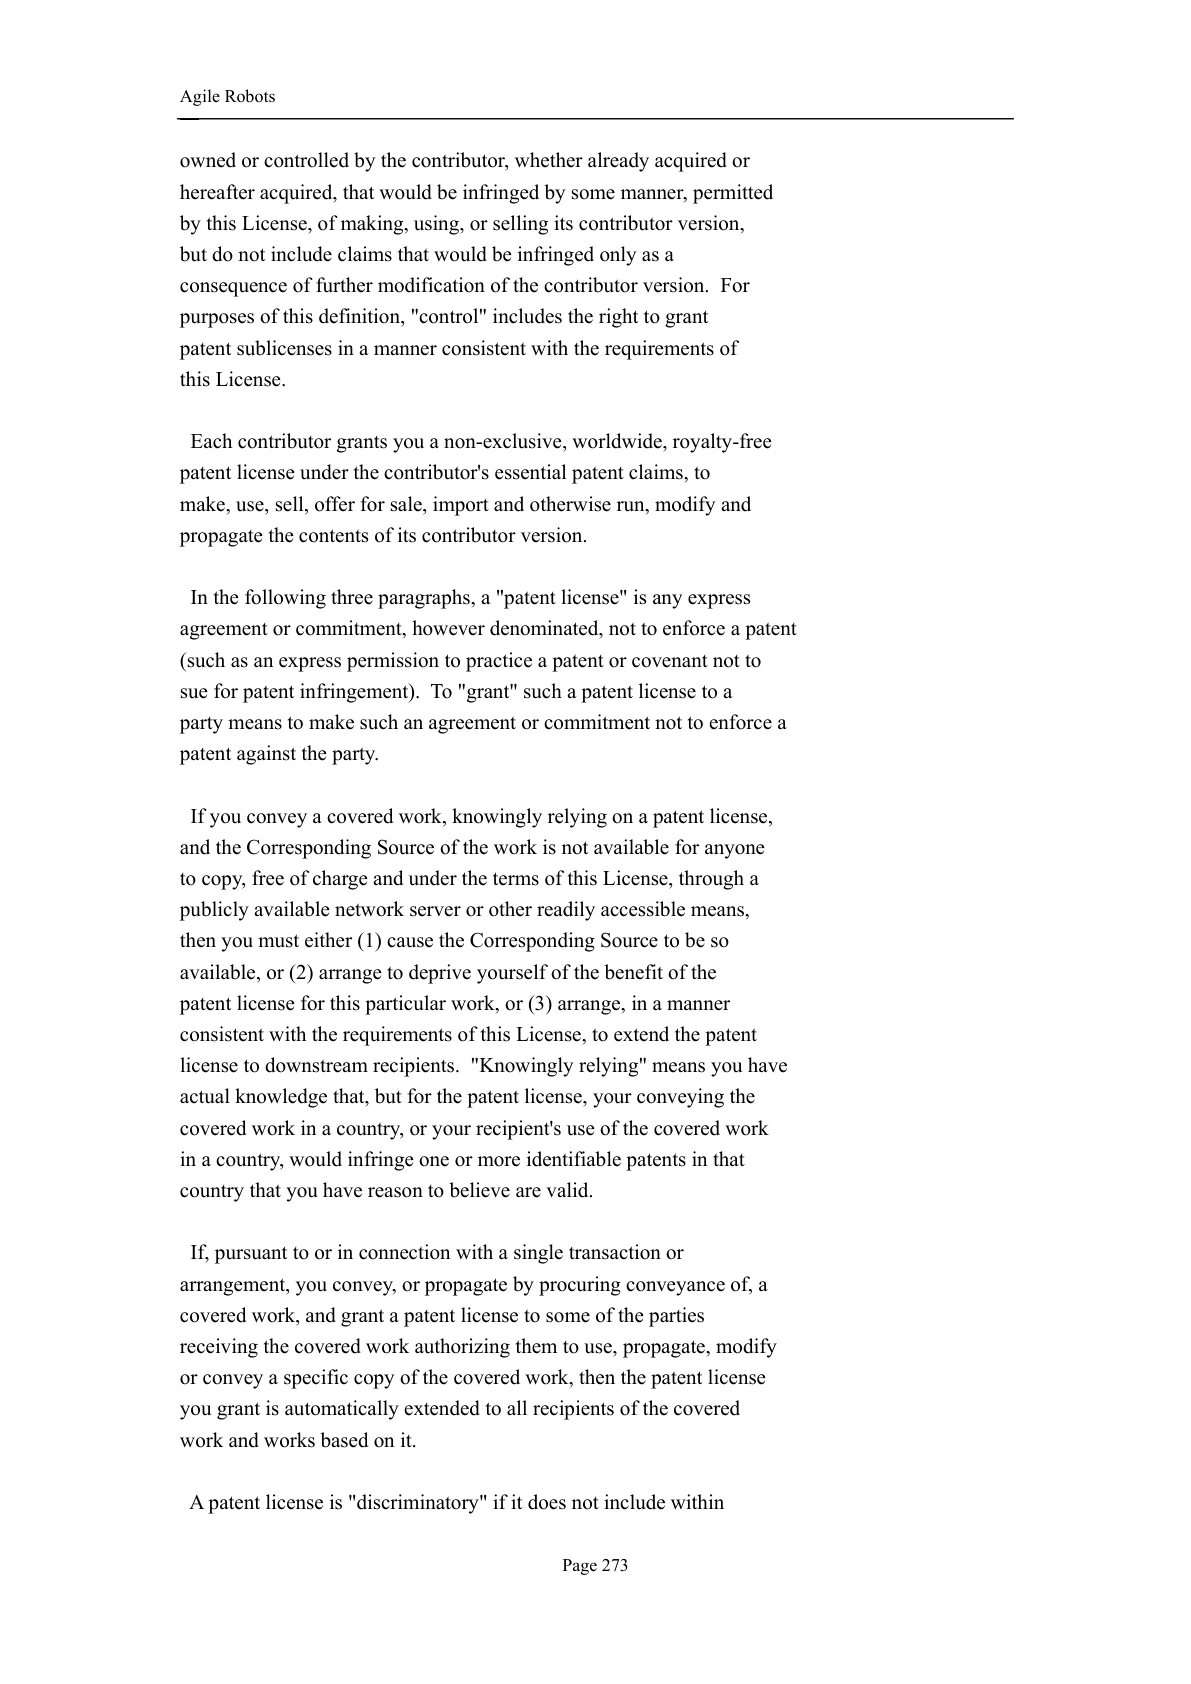 Agile Robots
owned or controlled by the contributor, whether already acquired or
hereafter acquired, that would be infringed by some manner, permitted
by this License, of making, using, or selling its contributor version,
but do not include claims that would be infringed only as a
consequence of further modification of the contributor version.  For
purposes of this definition, "control" includes the right to grant
patent sublicenses in a manner consistent with the requirements of
this License.
Each contributor grants you a non-exclusive, worldwide, royalty-free
patent license under the contributor's essential patent claims, to
make, use, sell, offer for sale, import and otherwise run, modify and
propagate the contents of its contributor version.
In the following three paragraphs, a "patent license" is any express
agreement or commitment, however denominated, not to enforce a patent
(such as an express permission to practice a patent or covenant not to
sue for patent infringement).  To "grant" such a patent license to a
party means to make such an agreement or commitment not to enforce a
patent against the party.
If you convey a covered work, knowingly relying on a patent license,
and the Corresponding Source of the work is not available for anyone
to copy, free of charge and under the terms of this License, through a
publicly available network server or other readily accessible means,
then you must either (1) cause the Corresponding Source to be so
available, or (2) arrange to deprive yourself of the benefit of the
patent license for this particular work, or (3) arrange, in a manner
consistent with the requirements of this License, to extend the patent
license to downstream recipients.  "Knowingly relying" means you have
actual knowledge that, but for the patent license, your conveying the
covered work in a country, or your recipient's use of the covered work
in a country, would infringe one or more identifiable patents in that
country that you have reason to believe are valid.
If, pursuant to or in connection with a single transaction or
arrangement, you convey, or propagate by procuring conveyance of, a
covered work, and grant a patent license to some of the parties
receiving the covered work authorizing them to use, propagate, modify
or convey a specific copy of the covered work, then the patent license
you grant is automatically extended to all recipients of the covered
work and works based on it.
A patent license is "discriminatory" if it does not include within
Page 273